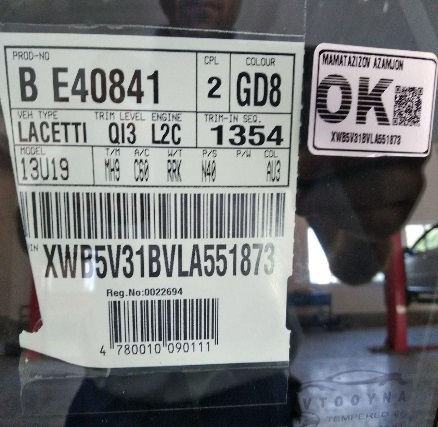 PROD-NO CPL COLOUR
B E40841 2 GD8
VEH TYPE TRIM LEVEL ENGINE TRIM-IN SEQ.
LACETTI QI3 L2C 1354
MODEL T/M A/C W/T P/S P/W COL
13U19 MH9 C60 RRK N40 AU3
XWB5V31BVLA551873
Reg.No:0022694
4 780010 090111
MAMATAZIZOV AZAMJON
OK
XWB5V31BVLA551873
VTOOYNA
TEMPERED